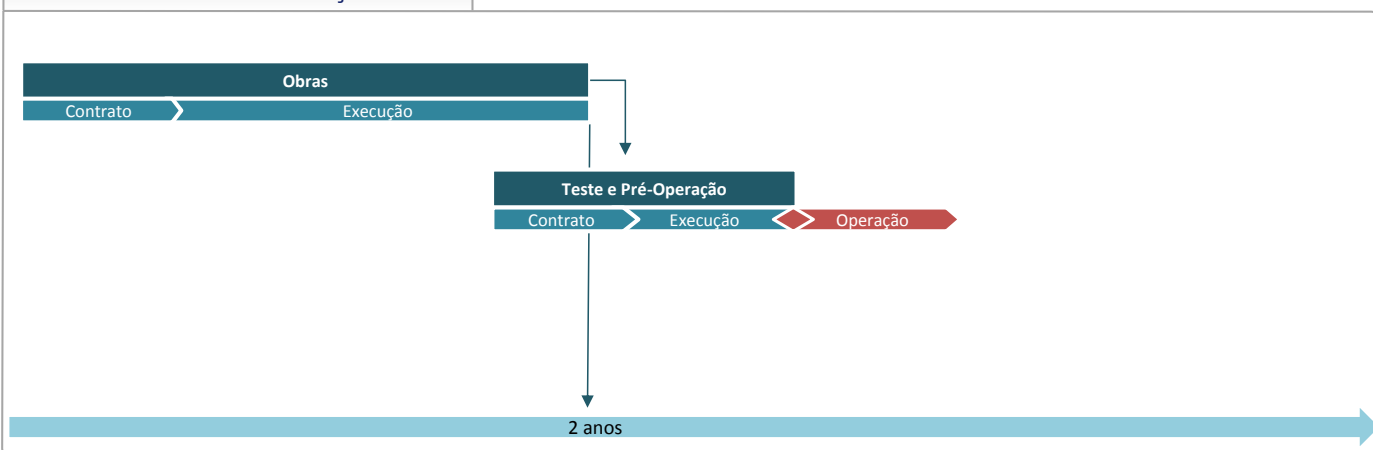 Obras
Contrato Execução
Teste e Pré-Operação
Contrato Execução Operação
2 anos